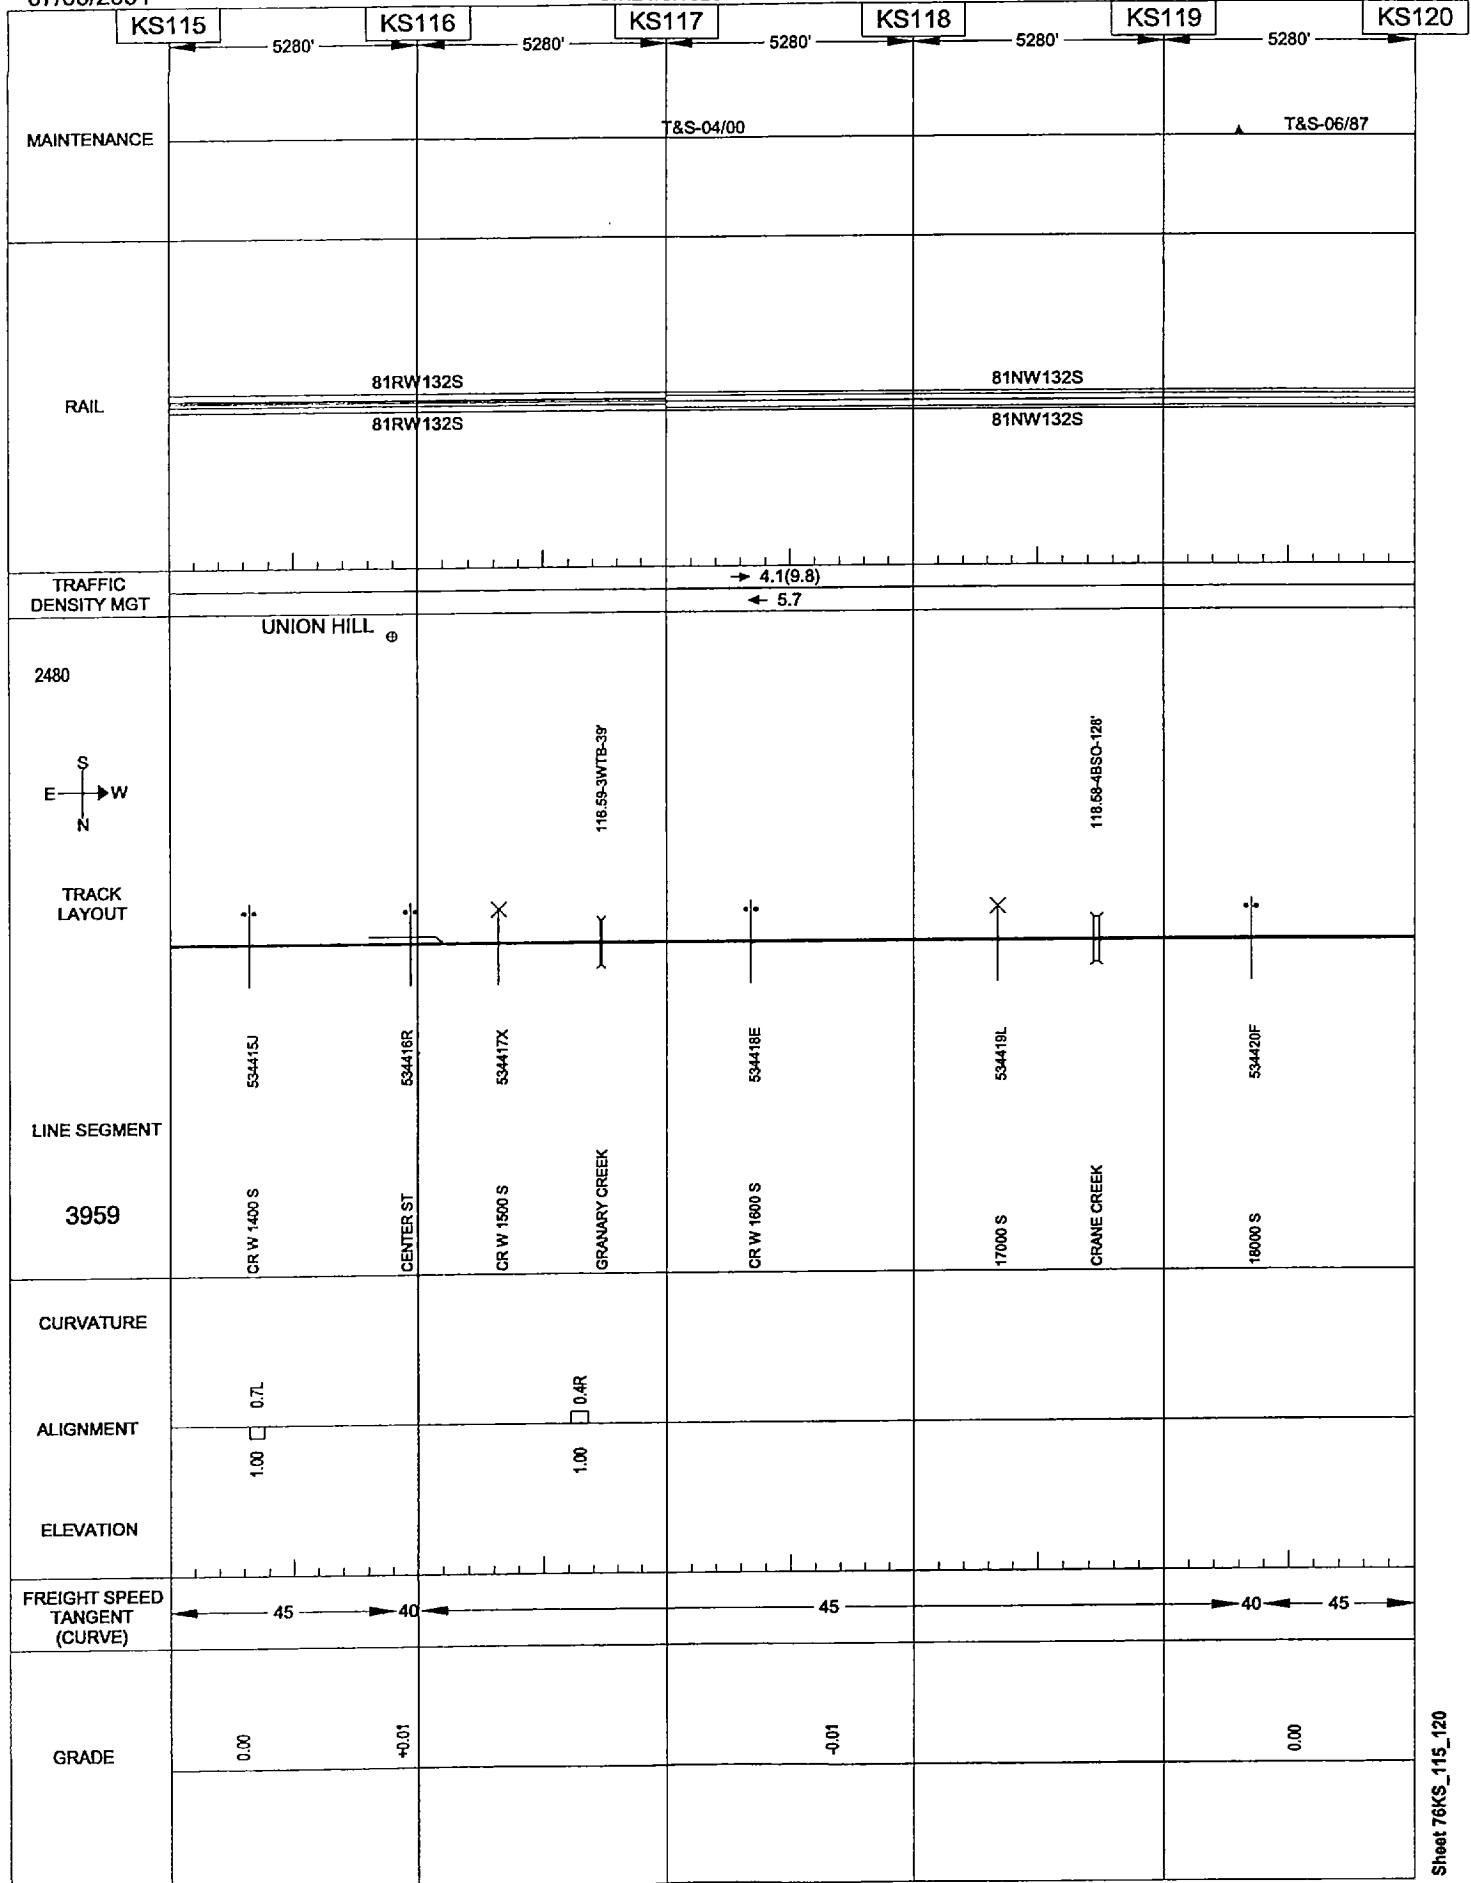 KS115 KS116 KS117 KS118 KS119 KS120
5280' 5280' 5280' 5280' 5280'
MAINTENANCE
T&S-04/00 T&S-06/87
RAIL
81RW132S 81NW132S
81RW132S 81NW132S
TRAFFIC
DENSITY MGT
→ 4.1(9.8)
← 5.7
UNION HILL
2480
S
E W
N
116.59-3WTB-39'
118.58-4BSO-128'
TRACK
LAYOUT
534415J
534416R
534417X
534418E
534419L
534420F
LINE SEGMENT
3959
CR W 1400 S
CENTER ST
CR W 1500 S
GRANARY CREEK
CR W 1600 S
17000 S
CRANE CREEK
18000 S
CURVATURE
0.7L 0.4R
ALIGNMENT
1.00 1.00
ELEVATION
FREIGHT SPEED
TANGENT
(CURVE)
45 40 45 40 45
GRADE
0.00 +0.01 -0.01 0.00
Sheet 76KS_115_120